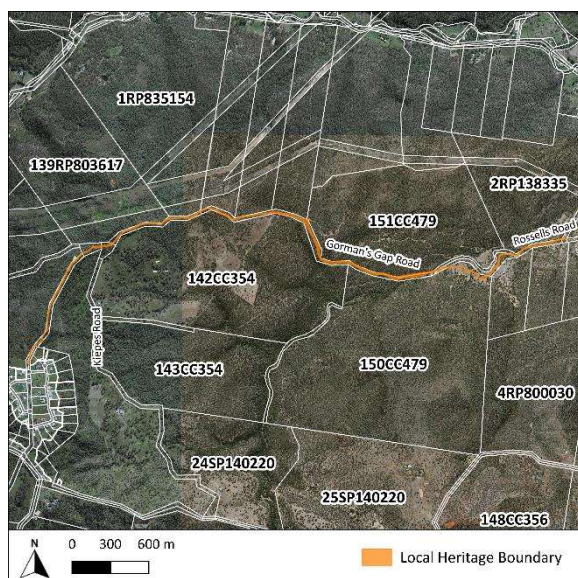 1RP835154
139RP803617
2RP138335
151CC479
Rossells Road
Gorman's Gap Road
142CC354
Klepes Road
143CC354
150CC479
4RP800030
24SP140220
25SP140220
148CC356
N
0 300 600 m
Local Heritage Boundary